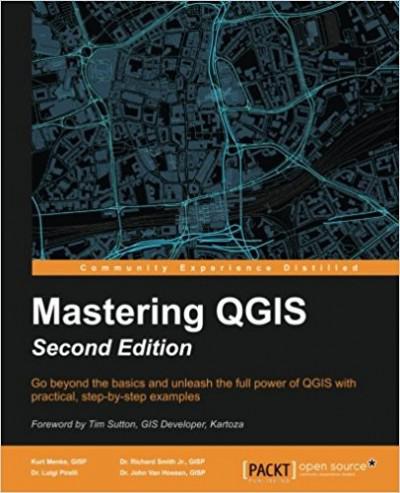 Community Experience Distilled
Mastering QGIS
Second Edition
Go beyond the basics and unleash the full power of QGIS with
practical, step-by-step examples
Foreword by Tim Sutton, GIS Developer, Kartoza
Kurt Menke, GISP Dr. Richard Smith Jr., GISP
Dr. Luigi Pirelli Dr. John Van Hoesen, GISP
[PACKT] open source*
PUBLISHING